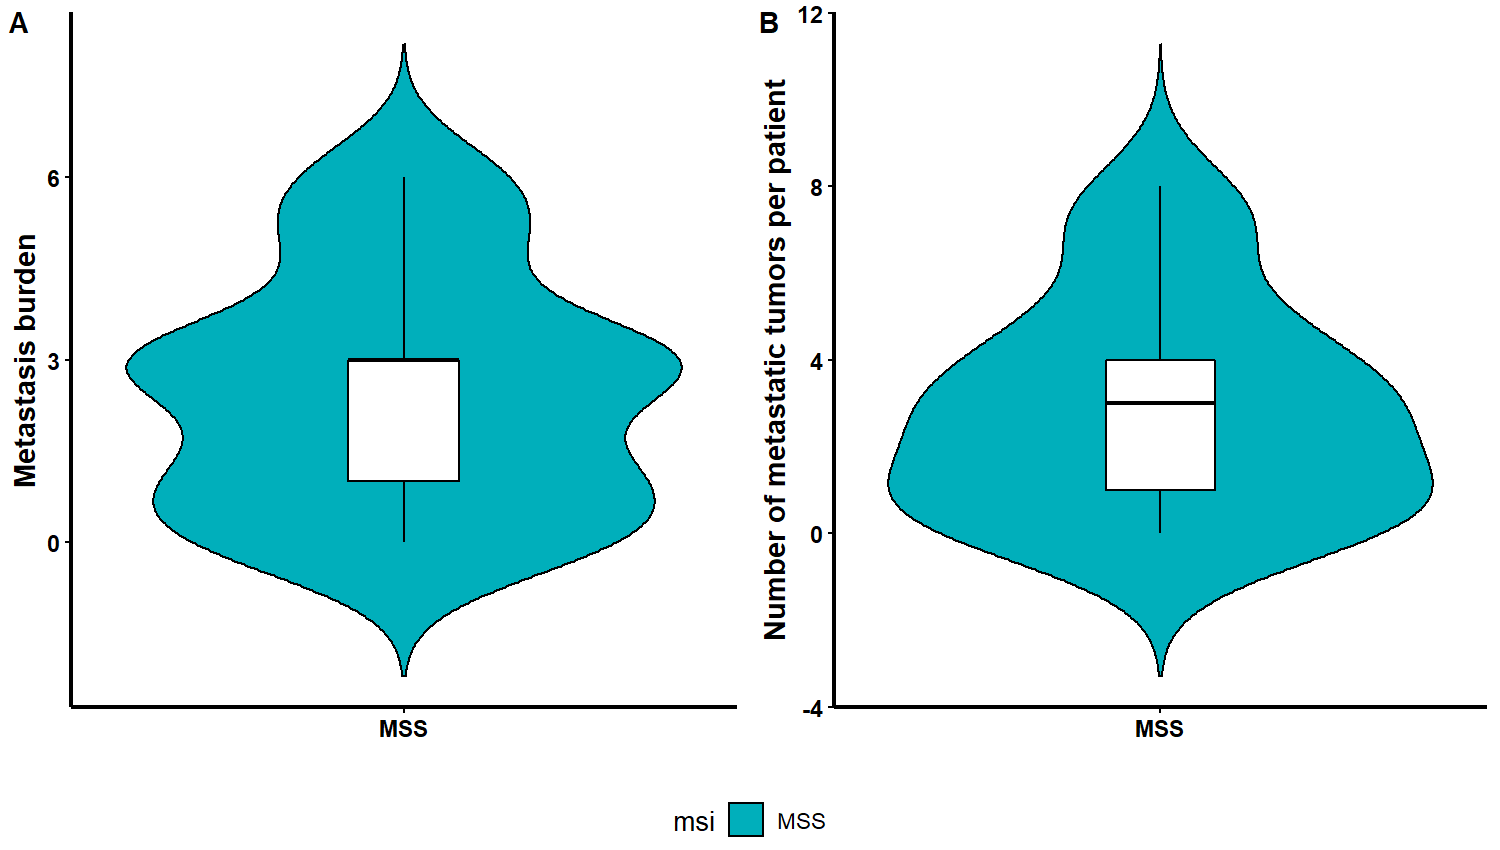 A
Metastasis burden
6
3
0
MSS
B
Number of metastatic tumors per patient
12
8
4
0
-4
MSS
msi MSS